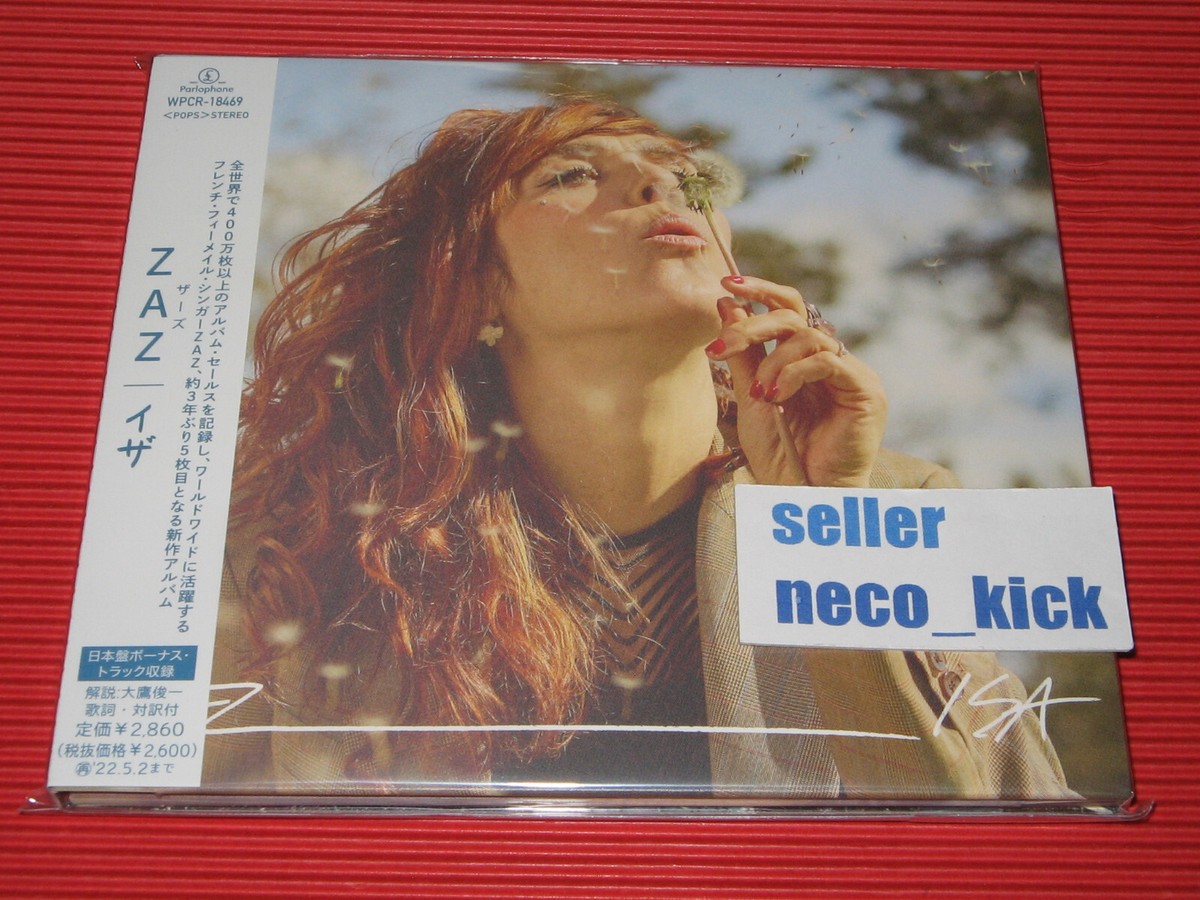 Parlophone
WPCR-18469
<POPS>STEREO
全世界で400万枚以上のアルバム・セールスを記録し、ワールドワイドに活躍する
フレンチ・フィーメイル・シンガーZAZ、約3年ぶり5枚目となる新作アルバム
ザーズ
ZAZ | イザ
日本盤ボーナス・
トラック収録
解説:大鷹俊一
歌詞・対訳付
定価¥2,860
(税抜価格¥2,600)
再'22.5.2まで
Z
ISA
seller
neco_kick